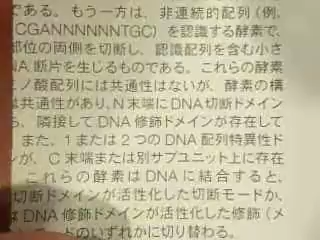 である。もう一方は、非連続的配列（例,
CGANNNNNNTGC）を認識する酵素で,
部位の両側を切断し、認識配列を含む小さ
NA 断片を生じるものである。これらの酵素
ミノ酸配列には共通性はないが、酵素の構
は共通性があり、N 末端に DNA 切断ドメイン
ら、隣接して DNA 修飾ドメインが存在して
また、1 または 2 つの DNA 配列特異性ド
ンが、C 末端または別サブユニット上に存在
これらの酵素は DNA に結合すると、
切断ドメインが活性化した切断モードか、
は DNA 修飾ドメインが活性化した修飾（メ
ードのいずれかに切り替わる。